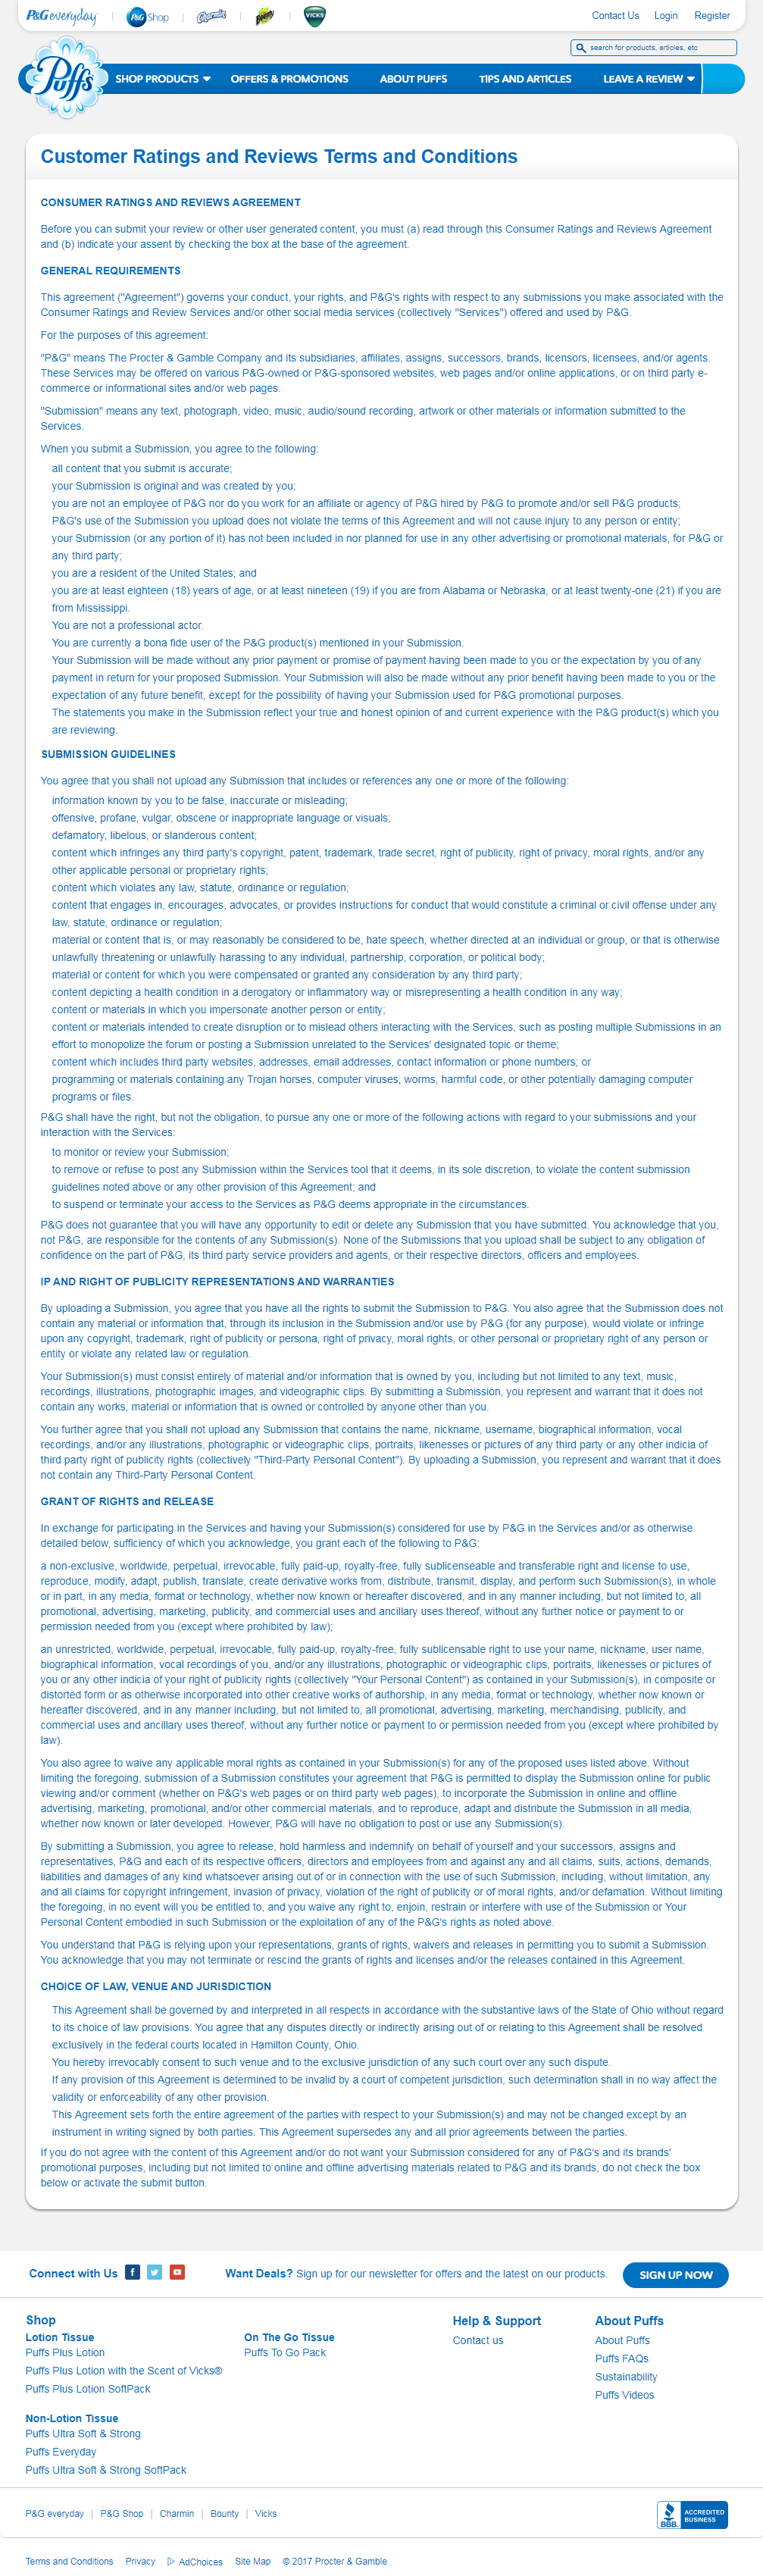 P&G everyday P&G Shop Charmin Bounty VICKS Contact Us Login Register
search for products, articles, etc
Puffs
SHOP PRODUCTS OFFERS & PROMOTIONS ABOUT PUFFS TIPS AND ARTICLES LEAVE A REVIEW
Customer Ratings and Reviews Terms and Conditions
CONSUMER RATINGS AND REVIEWS AGREEMENT
Before you can submit your review or other user generated content, you must (a) read through this Consumer Ratings and Reviews Agreement
and (b) indicate your assent by checking the box at the base of the agreement.
GENERAL REQUIREMENTS
This agreement ("Agreement") governs your conduct, your rights, and P&G's rights with respect to any submissions you make associated with the
Consumer Ratings and Review Services and/or other social media services (collectively "Services") offered and used by P&G.
For the purposes of this agreement:
"P&G" means The Procter & Gamble Company and its subsidiaries, affiliates, assigns, successors, brands, licensors, licensees, and/or agents.
These Services may be offered on various P&G-owned or P&G-sponsored websites, web pages and/or online applications, or on third party e-
commerce or informational sites and/or web pages.
"Submission" means any text, photograph, video, music, audio/sound recording, artwork or other materials or information submitted to the
Services.
When you submit a Submission, you agree to the following:
all content that you submit is accurate;
your Submission is original and was created by you;
you are not an employee of P&G nor do you work for an affiliate or agency of P&G hired by P&G to promote and/or sell P&G products;
P&G's use of the Submission you upload does not violate the terms of this Agreement and will not cause injury to any person or entity;
your Submission (or any portion of it) has not been included in nor planned for use in any other advertising or promotional materials, for P&G or
any third party;
you are a resident of the United States; and
you are at least eighteen (18) years of age, or at least nineteen (19) if you are from Alabama or Nebraska, or at least twenty-one (21) if you are
from Mississippi.
You are not a professional actor.
You are currently a bona fide user of the P&G product(s) mentioned in your Submission.
Your Submission will be made without any prior payment or promise of payment having been made to you or the expectation by you of any
payment in return for your proposed Submission. Your Submission will also be made without any prior benefit having been made to you or the
expectation of any future benefit, except for the possibility of having your Submission used for P&G promotional purposes.
The statements you make in the Submission reflect your true and honest opinion of and current experience with the P&G product(s) which you
are reviewing.
SUBMISSION GUIDELINES
You agree that you shall not upload any Submission that includes or references any one or more of the following:
information known by you to be false, inaccurate or misleading;
offensive, profane, vulgar, obscene or inappropriate language or visuals;
defamatory, libelous, or slanderous content;
content which infringes any third party's copyright, patent, trademark, trade secret, right of publicity, right of privacy, moral rights, and/or any
other applicable personal or proprietary rights;
content which violates any law, statute, ordinance or regulation;
content that engages in, encourages, advocates, or provides instructions for conduct that would constitute a criminal or civil offense under any
law, statute, ordinance or regulation;
material or content that is, or may reasonably be considered to be, hate speech, whether directed at an individual or group, or that is otherwise
unlawfully threatening or unlawfully harassing to any individual, partnership, corporation, or political body;
material or content for which you were compensated or granted any consideration by any third party;
content depicting a health condition in a derogatory or inflammatory way or misrepresenting a health condition in any way;
content or materials in which you impersonate another person or entity;
content or materials intended to create disruption or to mislead others interacting with the Services, such as posting multiple Submissions in an
effort to monopolize the forum or posting a Submission unrelated to the Services' designated topic or theme;
content which includes third party websites, addresses, email addresses, contact information or phone numbers; or
programming or materials containing any Trojan horses, computer viruses, worms, harmful code, or other potentially damaging computer
programs or files.
P&G shall have the right, but not the obligation, to pursue any one or more of the following actions with regard to your submissions and your
interaction with the Services:
to monitor or review your Submission;
to remove or refuse to post any Submission within the Services tool that it deems, in its sole discretion, to violate the content submission
guidelines noted above or any other provision of this Agreement; and
to suspend or terminate your access to the Services as P&G deems appropriate in the circumstances.
P&G does not guarantee that you will have any opportunity to edit or delete any Submission that you have submitted. You acknowledge that you,
not P&G, are responsible for the contents of any Submission(s). None of the Submissions that you upload shall be subject to any obligation of
confidence on the part of P&G, its third party service providers and agents, or their respective directors, officers and employees.
IP AND RIGHT OF PUBLICITY REPRESENTATIONS AND WARRANTIES
By uploading a Submission, you agree that you have all the rights to submit the Submission to P&G. You also agree that the Submission does not
contain any material or information that, through its inclusion in the Submission and/or use by P&G (for any purpose), would violate or infringe
upon any copyright, trademark, right of publicity or persona, right of privacy, moral rights, or other personal or proprietary right of any person or
entity or violate any related law or regulation.
Your Submission(s) must consist entirely of material and/or information that is owned by you, including but not limited to any text, music,
recordings, illustrations, photographic images, and videographic clips. By submitting a Submission, you represent and warrant that it does not
contain any works, material or information that is owned or controlled by anyone other than you.
You further agree that you shall not upload any Submission that contains the name, nickname, username, biographical information, vocal
recordings, and/or any illustrations, photographic or videographic clips, portraits, likenesses or pictures of any third party or any other indicia of
third party right of publicity rights (collectively "Third-Party Personal Content"). By uploading a Submission, you represent and warrant that it does
not contain any Third-Party Personal Content.
GRANT OF RIGHTS and RELEASE
In exchange for participating in the Services and having your Submission(s) considered for use by P&G in the Services and/or as otherwise
detailed below, sufficiency of which you acknowledge, you grant each of the following to P&G:
a non-exclusive, worldwide, perpetual, irrevocable, fully paid-up, royalty-free, fully sublicenseable and transferable right and license to use,
reproduce, modify, adapt, publish, translate, create derivative works from, distribute, transmit, display, and perform such Submission(s), in whole
or in part, in any media, format or technology, whether now known or hereafter discovered, and in any manner including, but not limited to, all
promotional, advertising, marketing, publicity, and commercial uses and ancillary uses thereof, without any further notice or payment to or
permission needed from you (except where prohibited by law);
an unrestricted, worldwide, perpetual, irrevocable, fully paid-up, royalty-free, fully sublicensable right to use your name, nickname, user name,
biographical information, vocal recordings of you, and/or any illustrations, photographic or videographic clips, portraits, likenesses or pictures of
you or any other indicia of your right of publicity rights (collectively "Your Personal Content") as contained in your Submission(s), in composite or
distorted form or as otherwise incorporated into other creative works of authorship, in any media, format or technology, whether now known or
hereafter discovered, and in any manner including, but not limited to, all promotional, advertising, marketing, merchandising, publicity, and
commercial uses and ancillary uses thereof, without any further notice or payment to or permission needed from you (except where prohibited by
law).
You also agree to waive any applicable moral rights as contained in your Submission(s) for any of the proposed uses listed above. Without
limiting the foregoing, submission of a Submission constitutes your agreement that P&G is permitted to display the Submission online for public
viewing and/or comment (whether on P&G's web pages or on third party web pages), to incorporate the Submission in online and offline
advertising, marketing, promotional, and/or other commercial materials, and to reproduce, adapt and distribute the Submission in all media,
whether now known or later developed. However, P&G will have no obligation to post or use any Submission(s).
By submitting a Submission, you agree to release, hold harmless and indemnify on behalf of yourself and your successors, assigns and
representatives, P&G and each of its respective officers, directors and employees from and against any and all claims, suits, actions, demands,
liabilities and damages of any kind whatsoever arising out of or in connection with the use of such Submission, including, without limitation, any
and all claims for copyright infringement, invasion of privacy, violation of the right of publicity or of moral rights, and/or defamation. Without limiting
the foregoing, in no event will you be entitled to, and you waive any right to, enjoin, restrain or interfere with use of the Submission or Your
Personal Content embodied in such Submission or the exploitation of any of the P&G's rights as noted above.
You understand that P&G is relying upon your representations, grants of rights, waivers and releases in permitting you to submit a Submission.
You acknowledge that you may not terminate or rescind the grants of rights and licenses and/or the releases contained in this Agreement.
CHOICE OF LAW, VENUE AND JURISDICTION
This Agreement shall be governed by and interpreted in all respects in accordance with the substantive laws of the State of Ohio without regard
to its choice of law provisions. You agree that any disputes directly or indirectly arising out of or relating to this Agreement shall be resolved
exclusively in the federal courts located in Hamilton County, Ohio.
You hereby irrevocably consent to such venue and to the exclusive jurisdiction of any such court over any such dispute.
If any provision of this Agreement is determined to be invalid by a court of competent jurisdiction, such determination shall in no way affect the
validity or enforceability of any other provision.
This Agreement sets forth the entire agreement of the parties with respect to your Submission(s) and may not be changed except by an
instrument in writing signed by both parties. This Agreement supersedes any and all prior agreements between the parties.
If you do not agree with the content of this Agreement and/or do not want your Submission considered for any of P&G's and its brands'
promotional purposes, including but not limited to online and offline advertising materials related to P&G and its brands, do not check the box
below or activate the submit button.
Connect with Us Want Deals? Sign up for our newsletter for offers and the latest on our products. SIGN UP NOW
Shop Help & Support About Puffs
Lotion Tissue On The Go Tissue Contact us About Puffs
Puffs Plus Lotion Puffs To Go Pack Puffs FAQs
Puffs Plus Lotion with the Scent of Vicks® Sustainability
Puffs Plus Lotion SoftPack Puffs Videos
Non-Lotion Tissue
Puffs Ultra Soft & Strong
Puffs Everyday
Puffs Ultra Soft & Strong SoftPack
P&G everyday | P&G Shop | Charmin | Bounty | Vicks BBB. ACCREDITED BUSINESS
Terms and Conditions Privacy AdChoices Site Map © 2017 Procter & Gamble